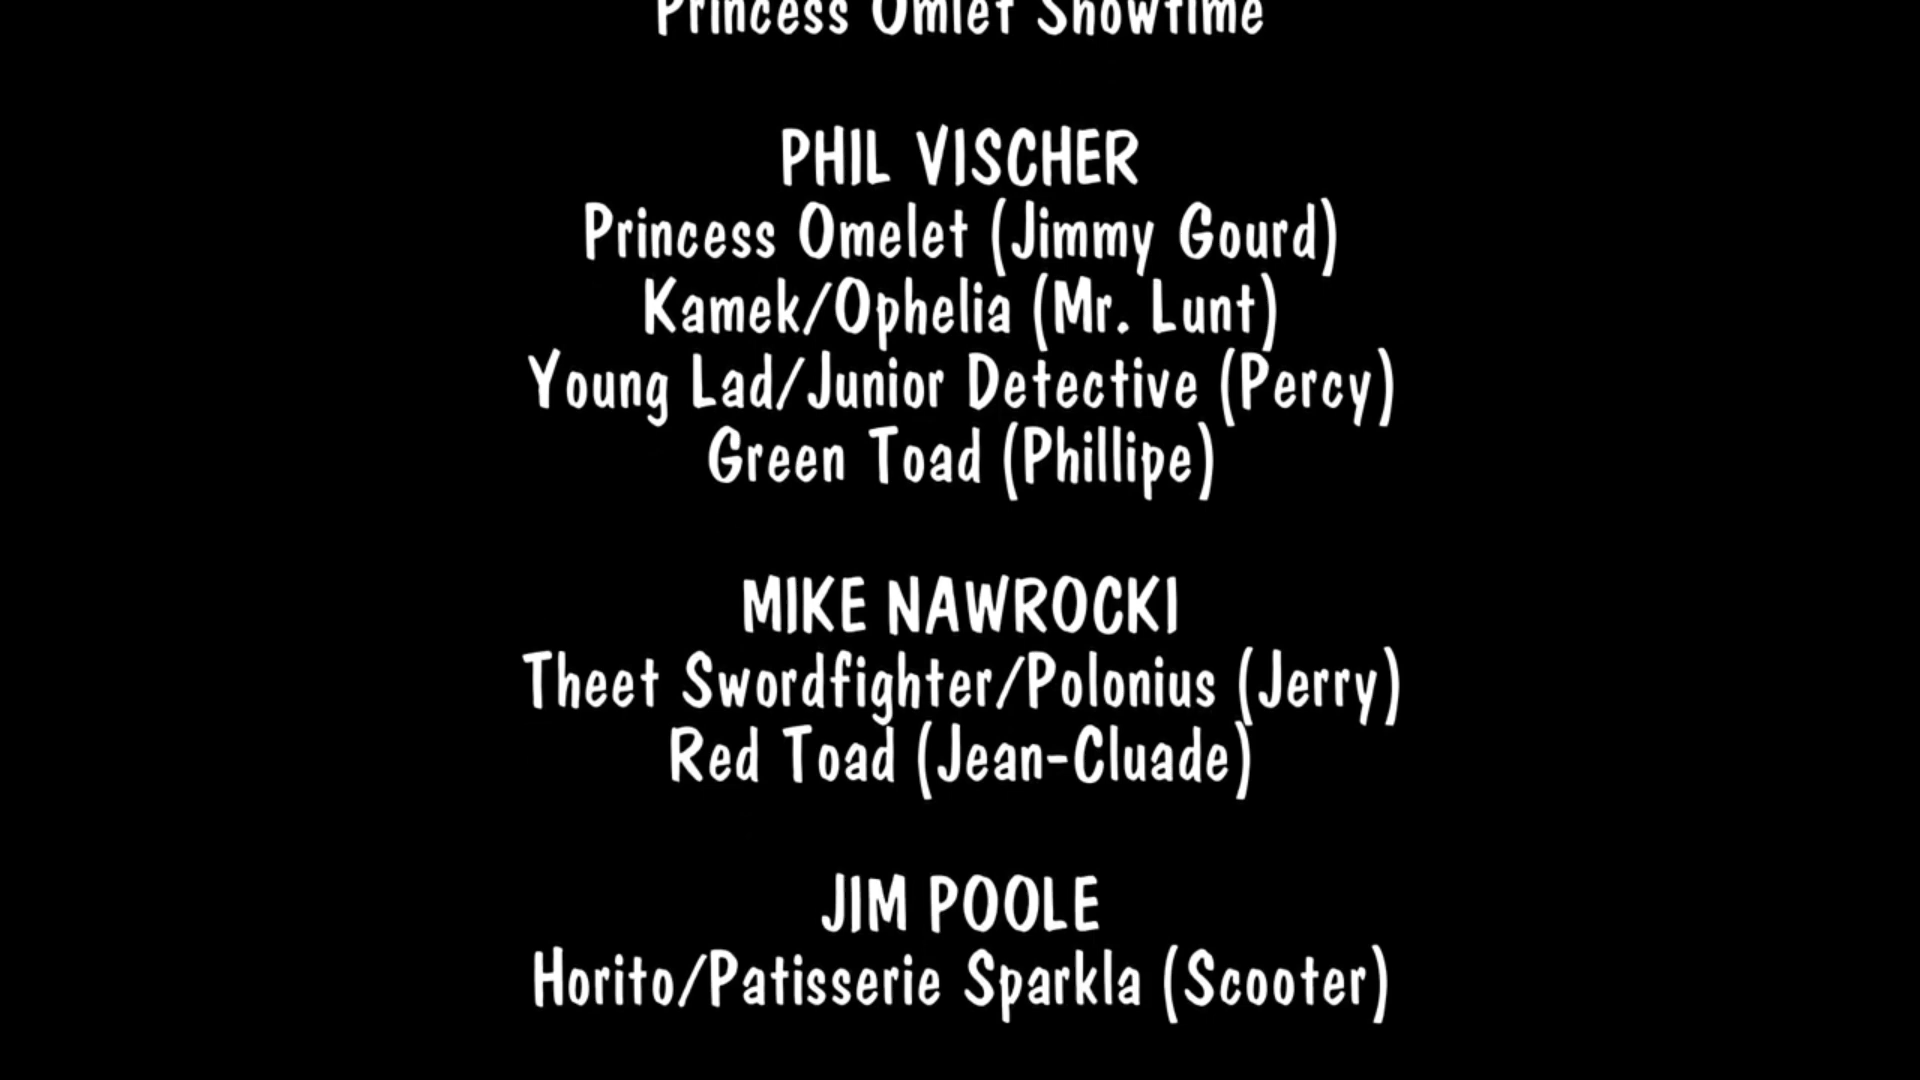 Princess Omlet Showtime
PHIL VISCHER
Princess Omelet (Jimmy Gourd)
Kamek/Ophelia (Mr. Lunt)
Young Lad/Junior Detective (Percy)
Green Toad (Phillipe)
MIKE NAWROCKI
Theet Swordfighter/Polonius (Jerry)
Red Toad (Jean-Cluade)
JIM POOLE
Horito/Patisserie Sparkla (Scooter)